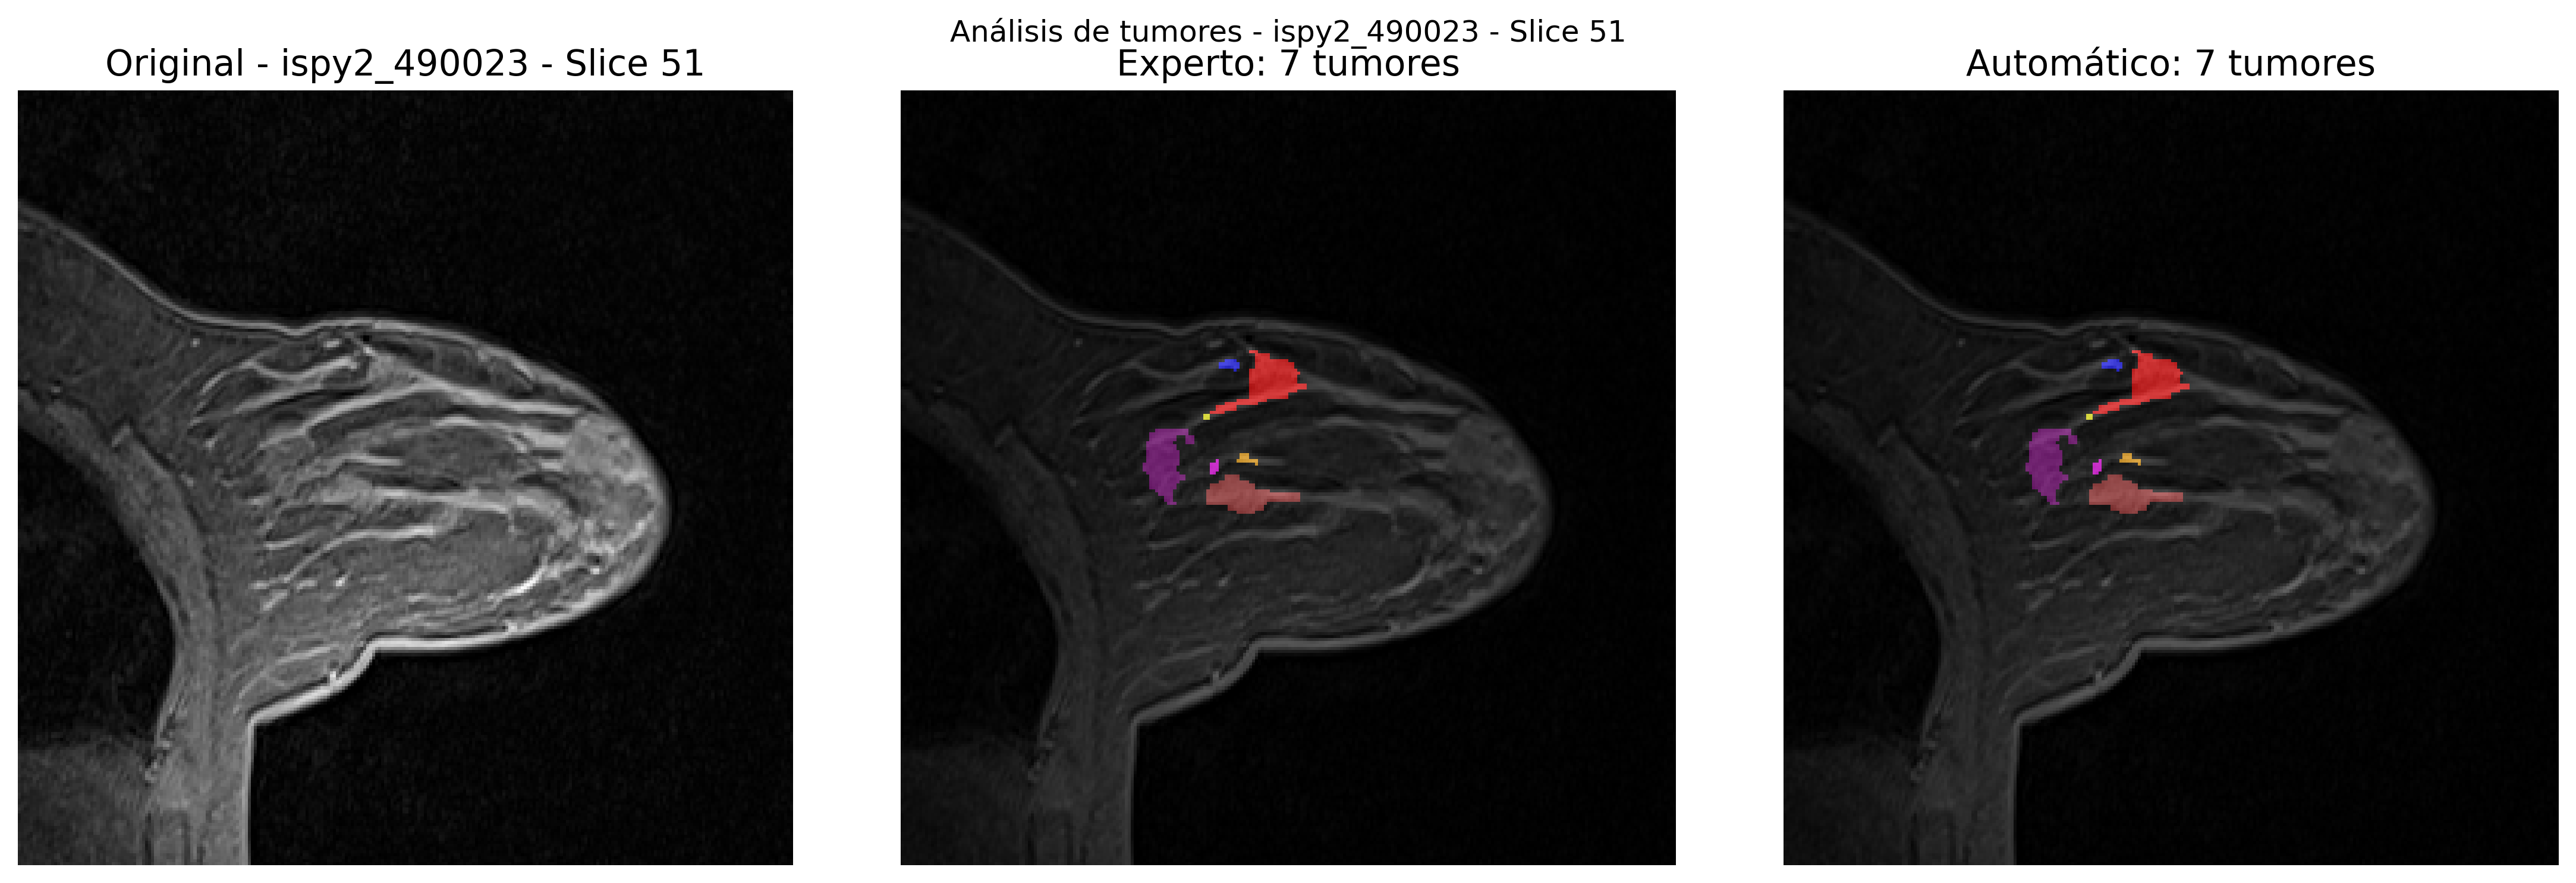 Análisis de tumores - ispy2_490023 - Slice 51
Original - ispy2_490023 - Slice 51
Experto: 7 tumores
Automático: 7 tumores